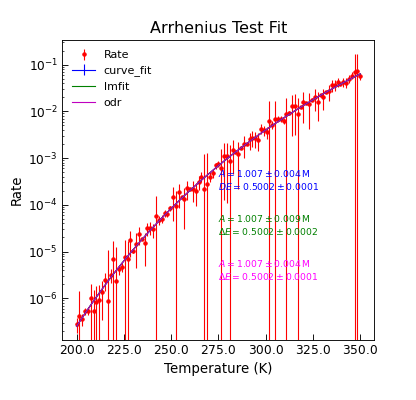 Arrhenius Test Fit
Rate
curve_fit
lmfit
odr
10⁻¹
10⁻²
10⁻³
10⁻⁴
10⁻⁵
10⁻⁶
Rate
A = 1.007 ± 0.004 M
DE = 0.5002 ± 0.0001
A = 1.007 ± 0.009 M
ΔE = 0.5002 ± 0.0002
A = 1.007 ± 0.004 M
ΔE = 0.5002 ± 0.0001
200.0 225.0 250.0 275.0 300.0 325.0 350.0
Temperature (K)